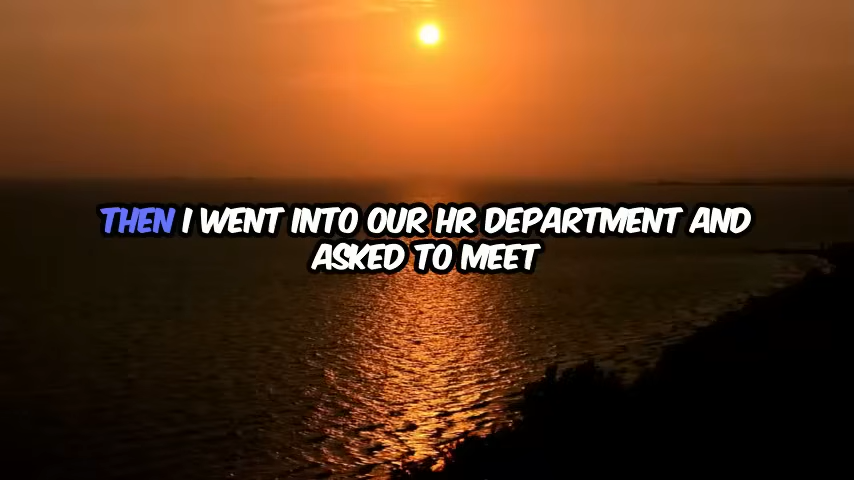 THEN I WENT INTO OUR HR DEPARTMENT AND
ASKED TO MEET